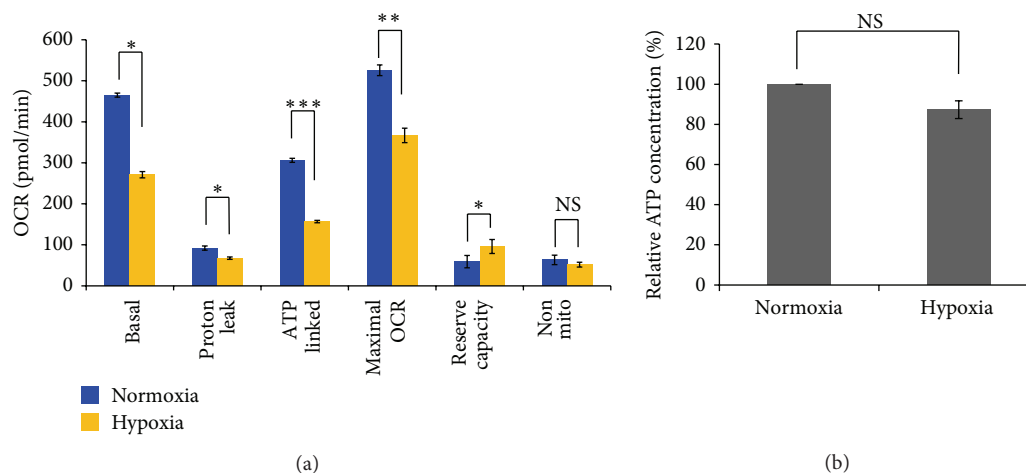 (a)
OCR (pmol/min)
600
500
400
300
200
100
0
*
*
***
**
*
NS
Basal
Proton
leak
ATP
linked
Maximal
OCR
Reserve
capacity
Non
mito
Normoxia
Hypoxia
(a)
(b)
Relative ATP concentration (%)
120
100
80
60
40
20
0
NS
Normoxia
Hypoxia
(b)